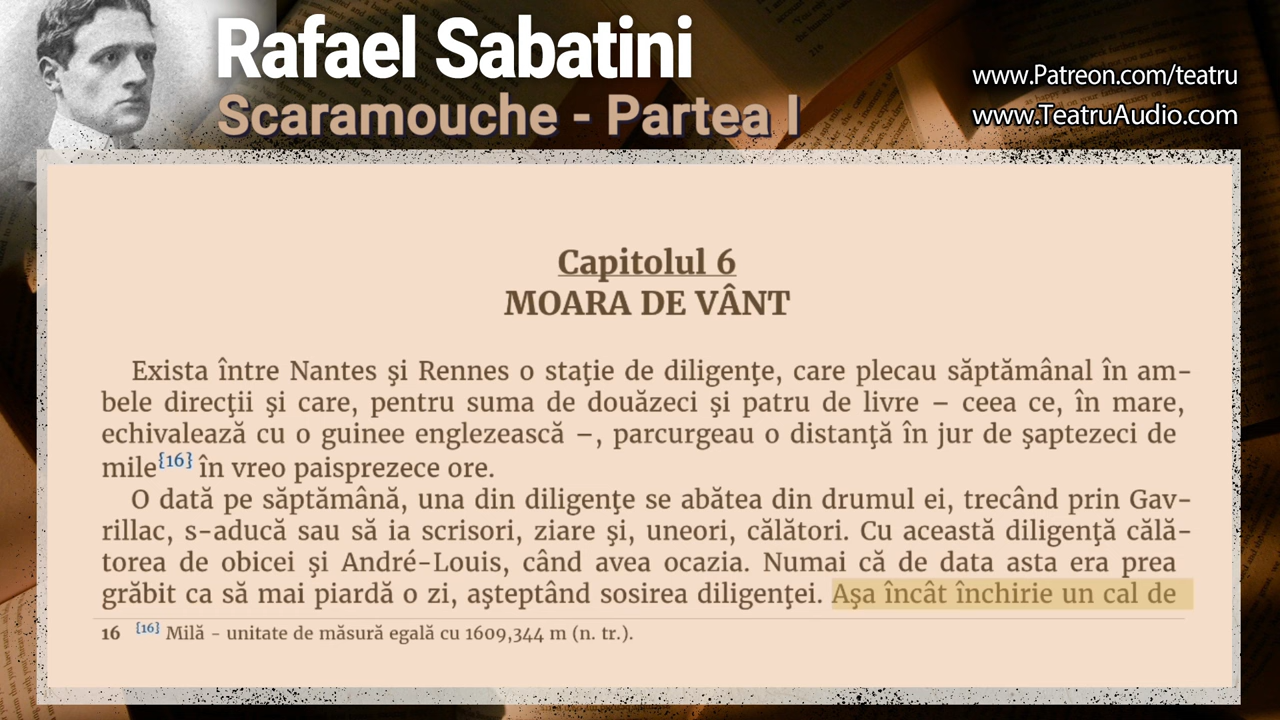 Rafael Sabatini
Scaramouche - Partea I
www.Patreon.com/teatru
www.TeatruAudio.com
Capitolul 6
MOARA DE VÂNT
Exista între Nantes şi Rennes o staţie de diligenţe, care plecau săptămânal în am-
bele direcţii şi care, pentru suma de douăzeci şi patru de livre – ceea ce, în mare,
echivalează cu o guinee englezească –, parcurgeau o distanţă în jur de şaptezeci de
mile{16} în vreo paisprezece ore.
O dată pe săptămână, una din diligenţe se abătea din drumul ei, trecând prin Gav-
rillac, s-aducă sau să ia scrisori, ziare şi, uneori, călători. Cu această diligenţă călă-
torea de obicei şi André-Louis, când avea ocazia. Numai că de data asta era prea
grăbit ca să mai piardă o zi, aşteptând sosirea diligenţei. Aşa încât închirie un cal de
16 [16] Milă - unitate de măsură egală cu 1609,344 m (n. tr.).